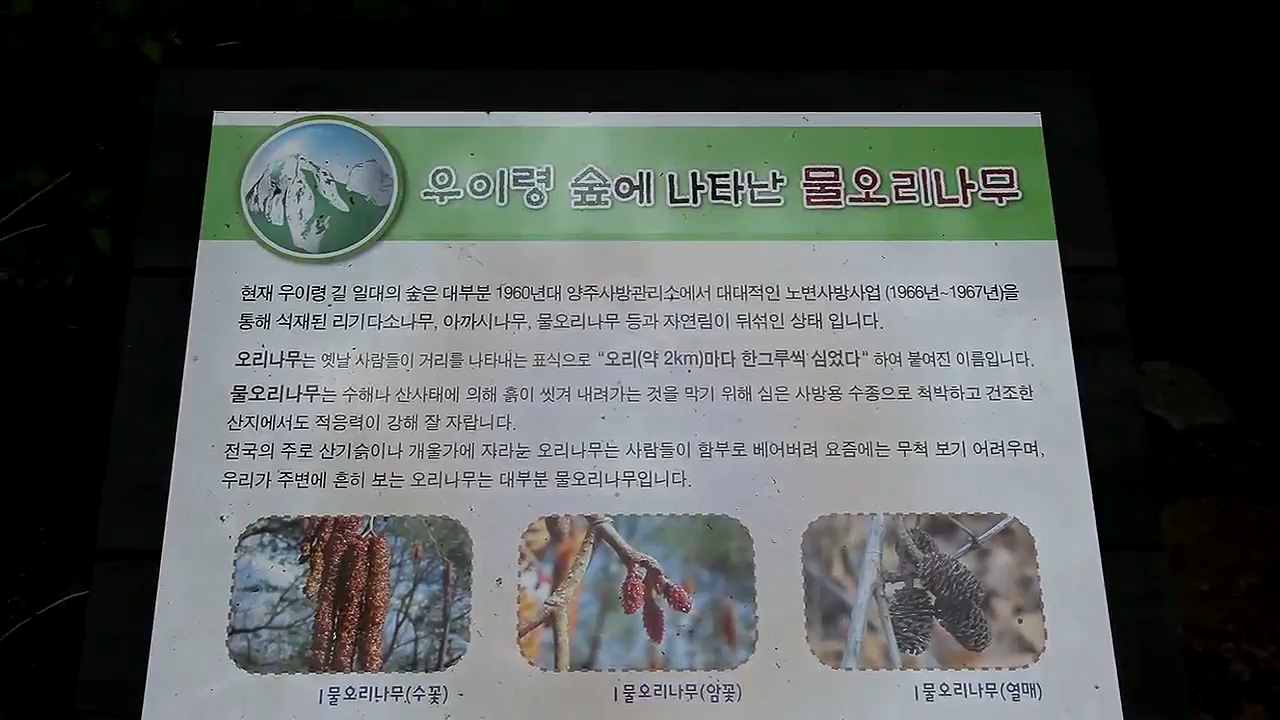 우이령 숲에 나타난 물오리나무
현재 우이령 길 일대의 숲은 대부분 1960년대 양주사방관리소에서 대대적인 노변사방사업 (1966년~1967년)을
통해 식재된 리기다소나무, 아까시나무, 물오리나무 등과 자연림이 뒤섞인 상태 입니다.
오리나무는 옛날 사람들이 거리를 나타내는 표식으로 "오리(약 2km)마다 한그루씩 심었다" 하여 붙여진 이름입니다.
물오리나무는 수해나 산사태에 의해 흙이 씻겨 내려가는 것을 막기 위해 심은 사방용 수종으로 척박하고 건조한
산지에서도 적응력이 강해 잘 자랍니다.
전국의 주로 산기슭이나 개울가에 자라는 오리나무는 사람들이 함부로 베어버려 요즘에는 무척 보기 어려우며,
우리가 주변에 흔히 보는 오리나무는 대부분 물오리나무입니다.
물오리나무(수꽃) 물오리나무(암꽃) 물오리나무(열매)